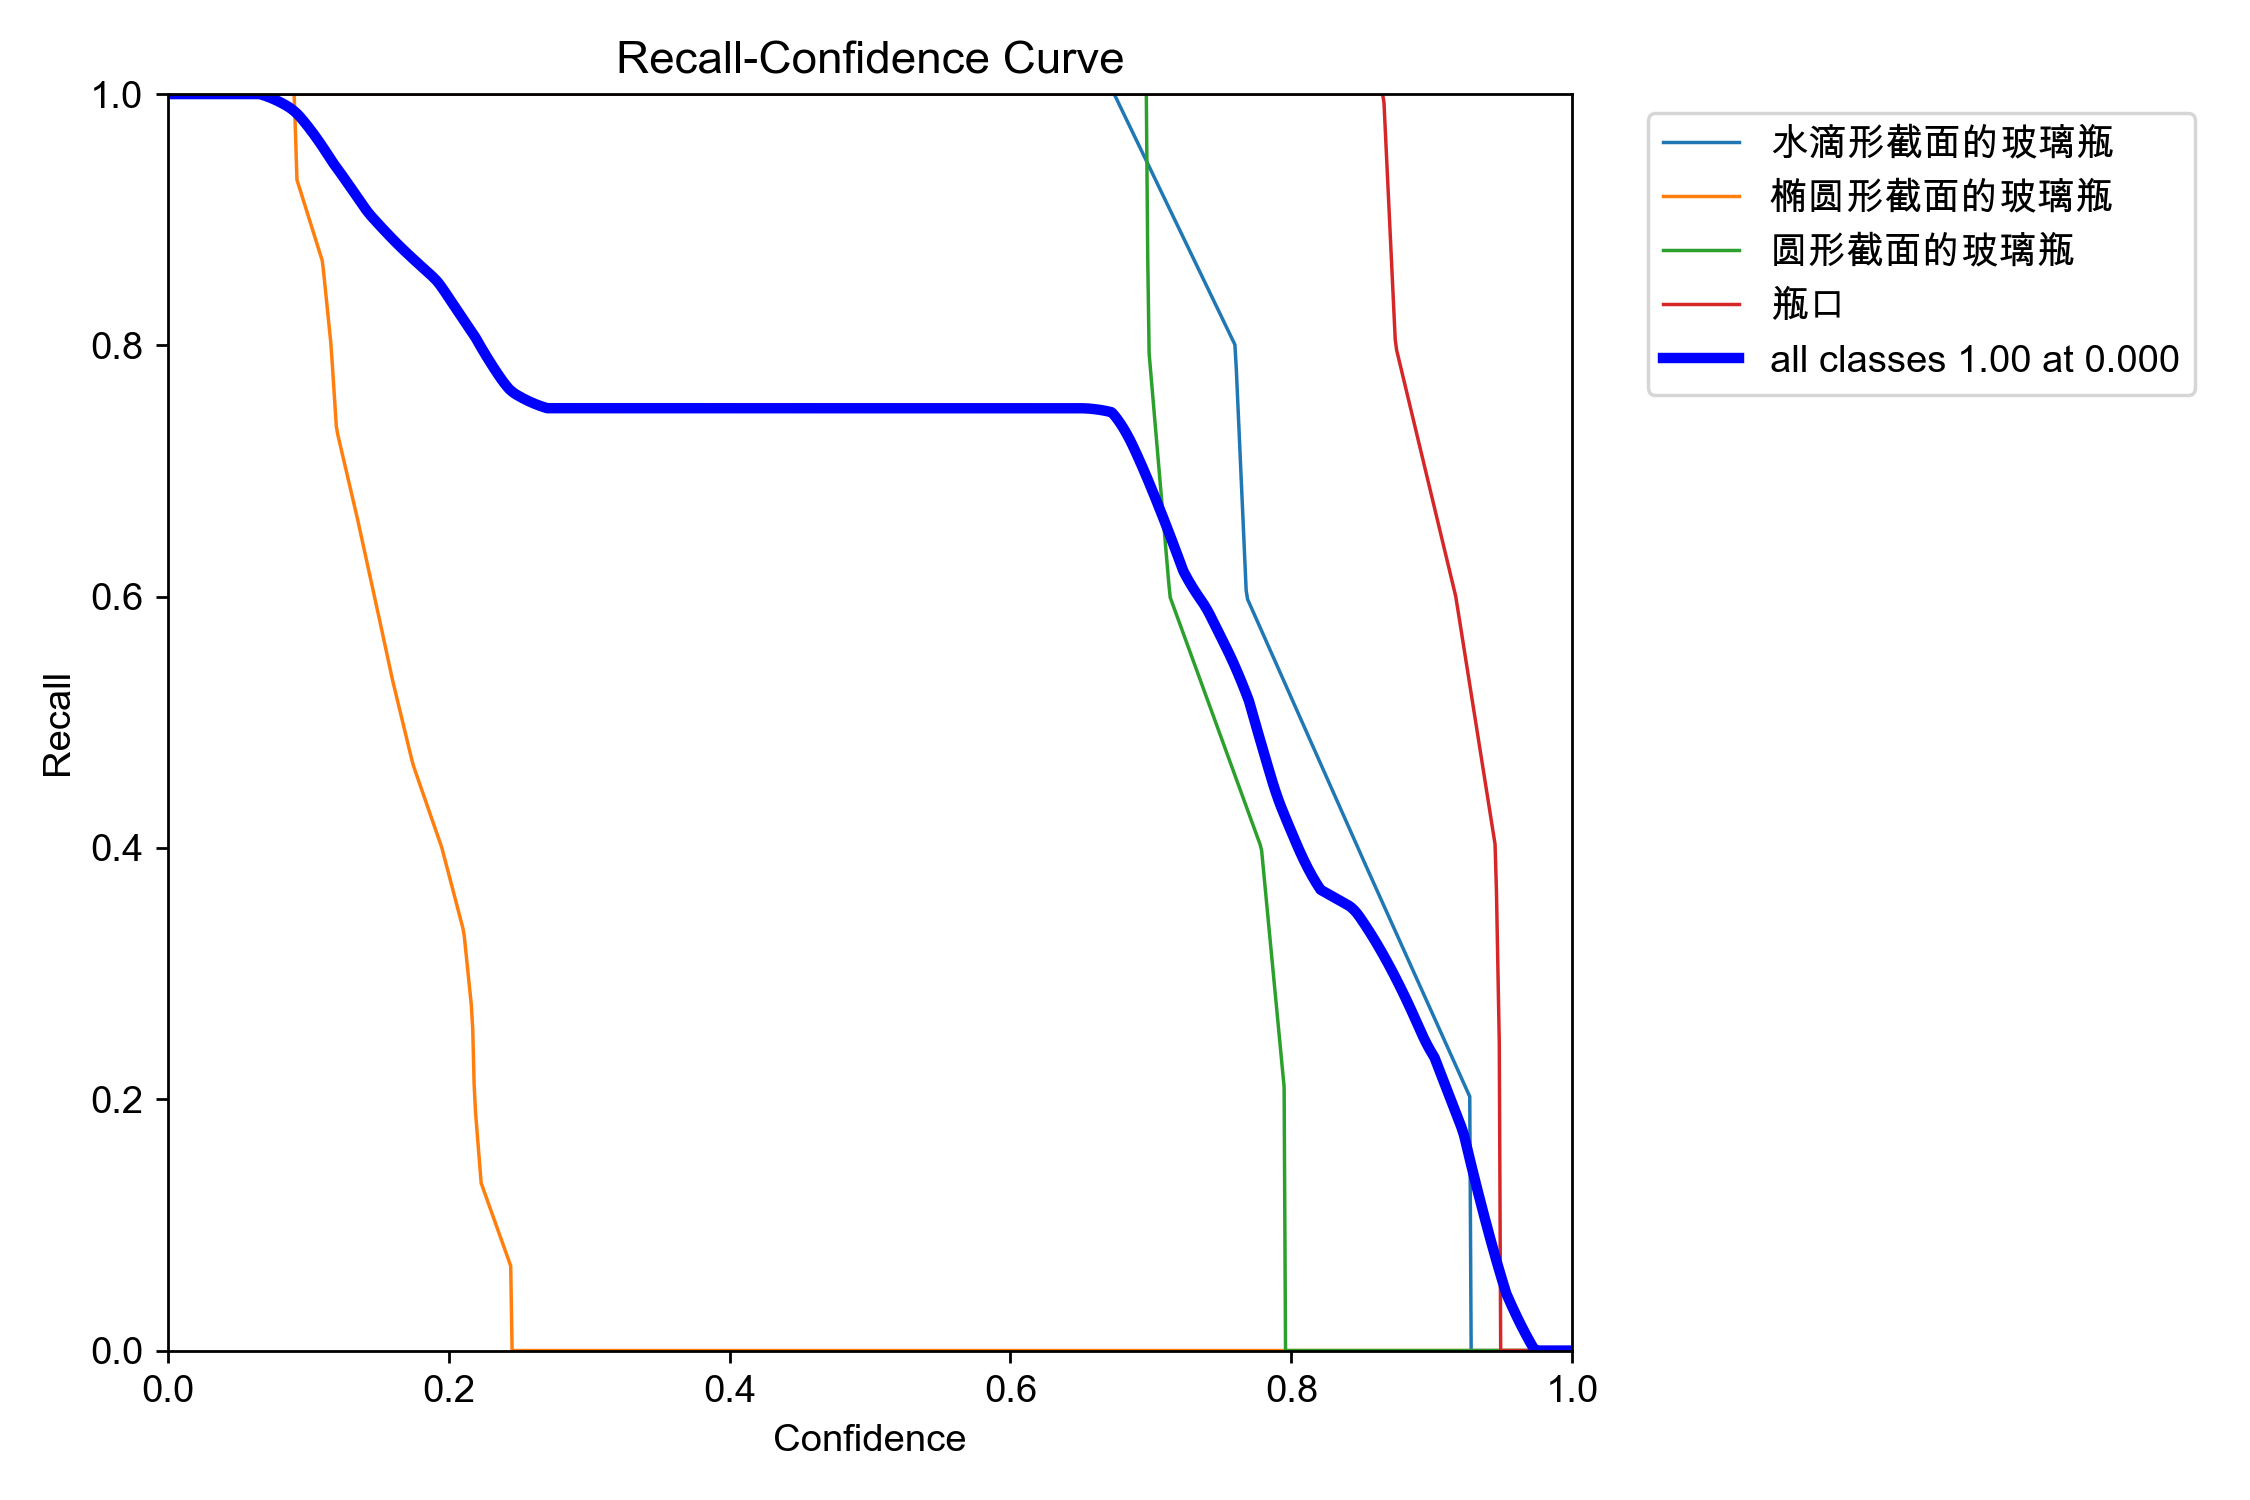 Recall-Confidence Curve
1.0
0.8
0.6
0.4
0.2
0.0
Recall
0.0 0.2 0.4 0.6 0.8 1.0
Confidence
水滴形截面的玻璃瓶
椭圆形截面的玻璃瓶
圆形截面的玻璃瓶
瓶口
all classes 1.00 at 0.000